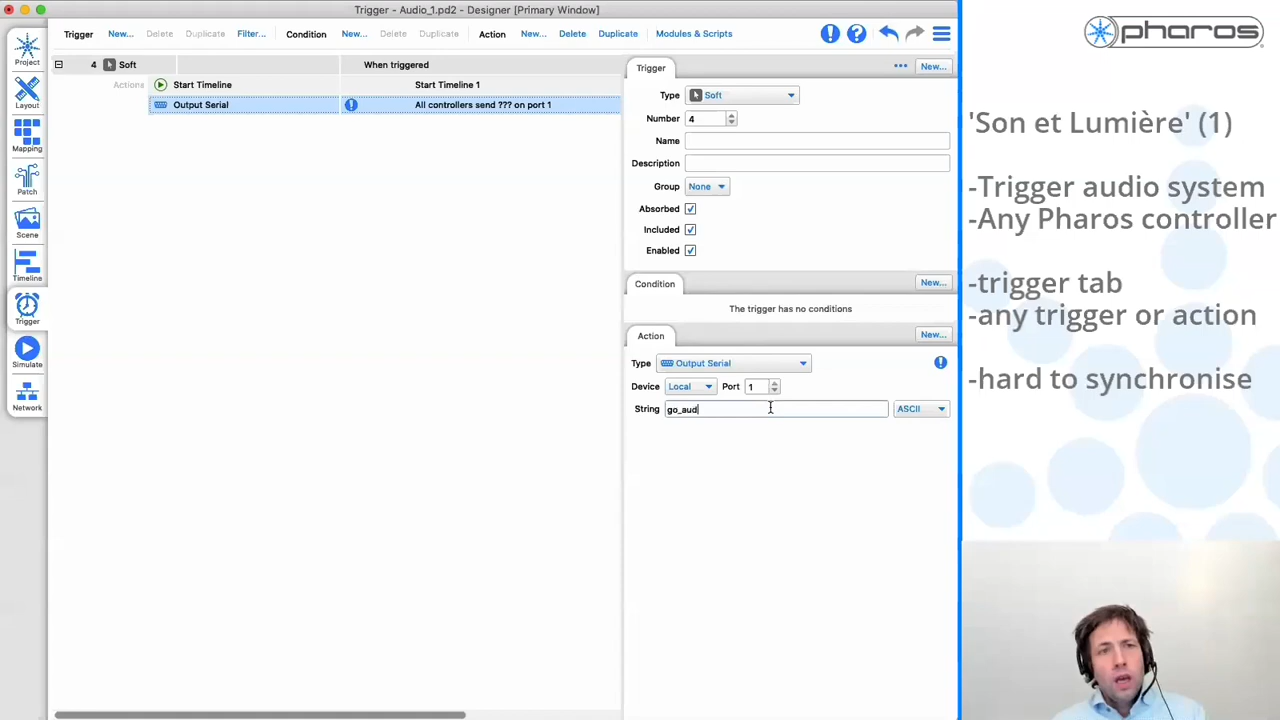 Trigger - Audio_1.pd2 - Designer [Primary Window]
Trigger New... Delete Duplicate Filter... Condition New... Delete Duplicate Action New... Delete Duplicate Modules & Scripts
Project
Layout
Mapping
Patch
Scene
Timeline
Trigger
Simulate
Network
4 Soft When triggered
Actions Start Timeline Start Timeline 1
Output Serial All controllers send ??? on port 1
Trigger ••• New...
Type Soft
Number 4
Name
Description
Group None
Absorbed
Included
Enabled
Condition New...
The trigger has no conditions
Action New...
Type Output Serial
Device Local Port 1
String go_aud ASCII
pharos
'Son et Lumière' (1)
-Trigger audio system
-Any Pharos controller
-trigger tab
-any trigger or action
-hard to synchronise